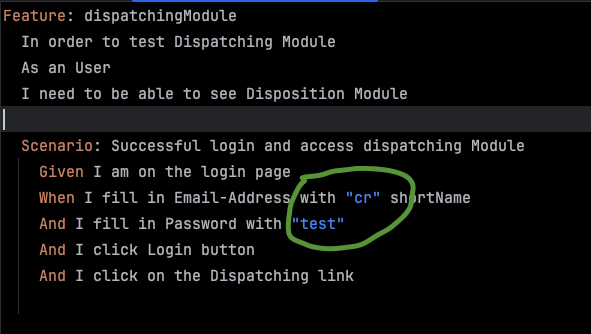 Feature: dispatchingModule
In order to test Dispatching Module
As an User
I need to be able to see Disposition Module
Scenario: Successful login and access dispatching Module
Given I am on the login page
When I fill in Email-Address with "cr" shortName
And I fill in Password with "test"
And I click Login button
And I click on the Dispatching link